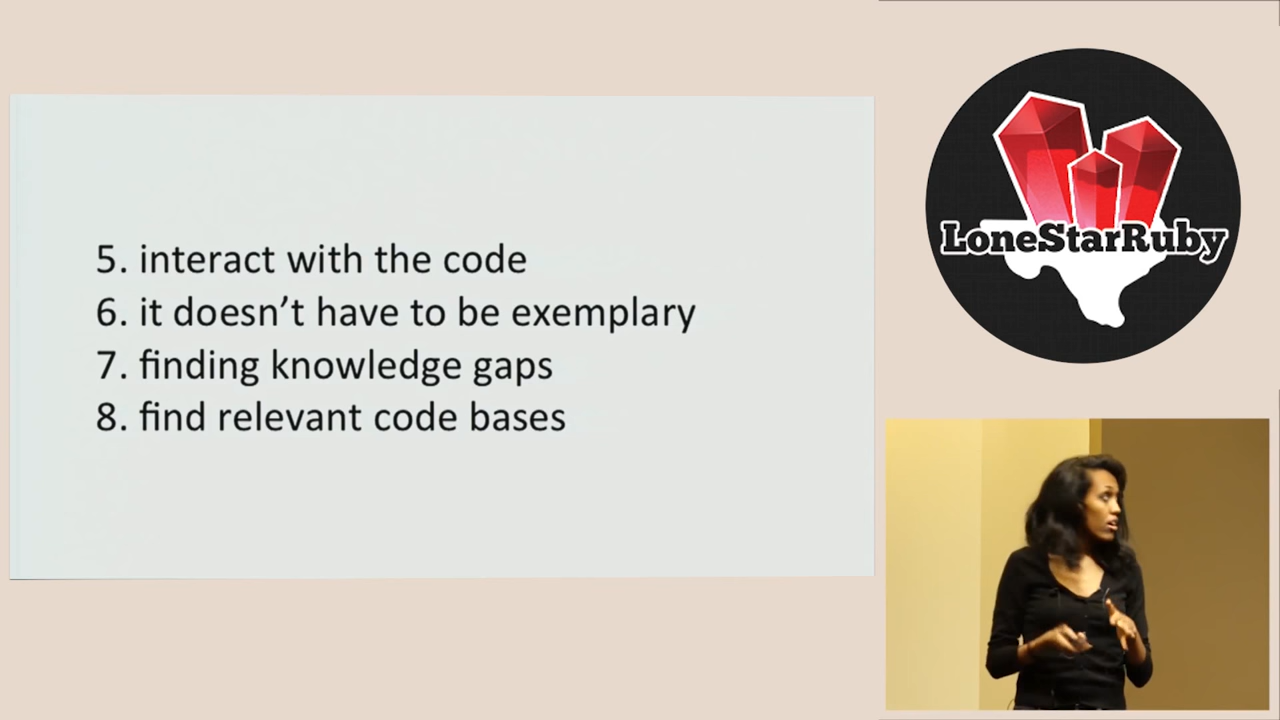 5. interact with the code
6. it doesn’t have to be exemplary
7. finding knowledge gaps
8. find relevant code bases
LoneStarRuby